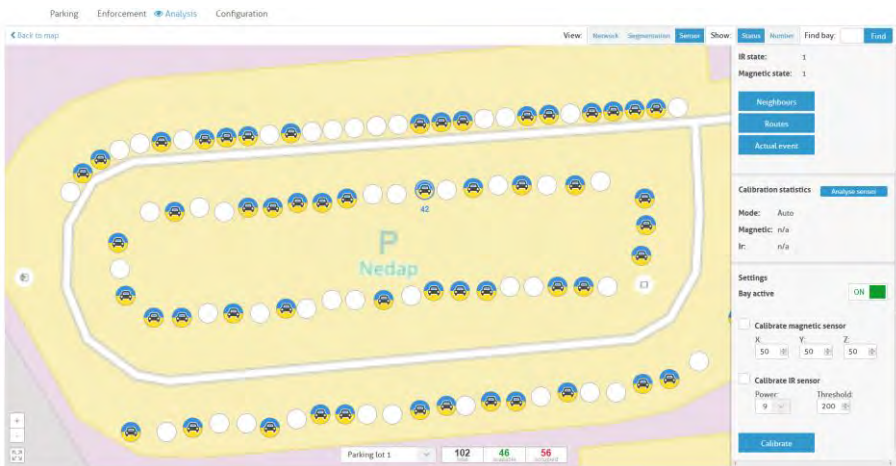 Parking Enforcement Analysis Configuration
Back to map
View: Network Segmentation Sensor Show: Status Number Find bay: Find
IR state: 1
Magnetic state: 1
Neighbours
Routes
Actual event
Calibration statistics Analyse sensor
Mode: Auto
Magnetic: n/a
Ir: n/a
42
P
Nedap
Settings
Bay active ON
Calibrate magnetic sensor
X: Y: Z:
50 50 50
Calibrate IR sensor
Power: Threshold:
9 200
Calibrate
+
-
Parking lot 1 102 46 56
total available occupied